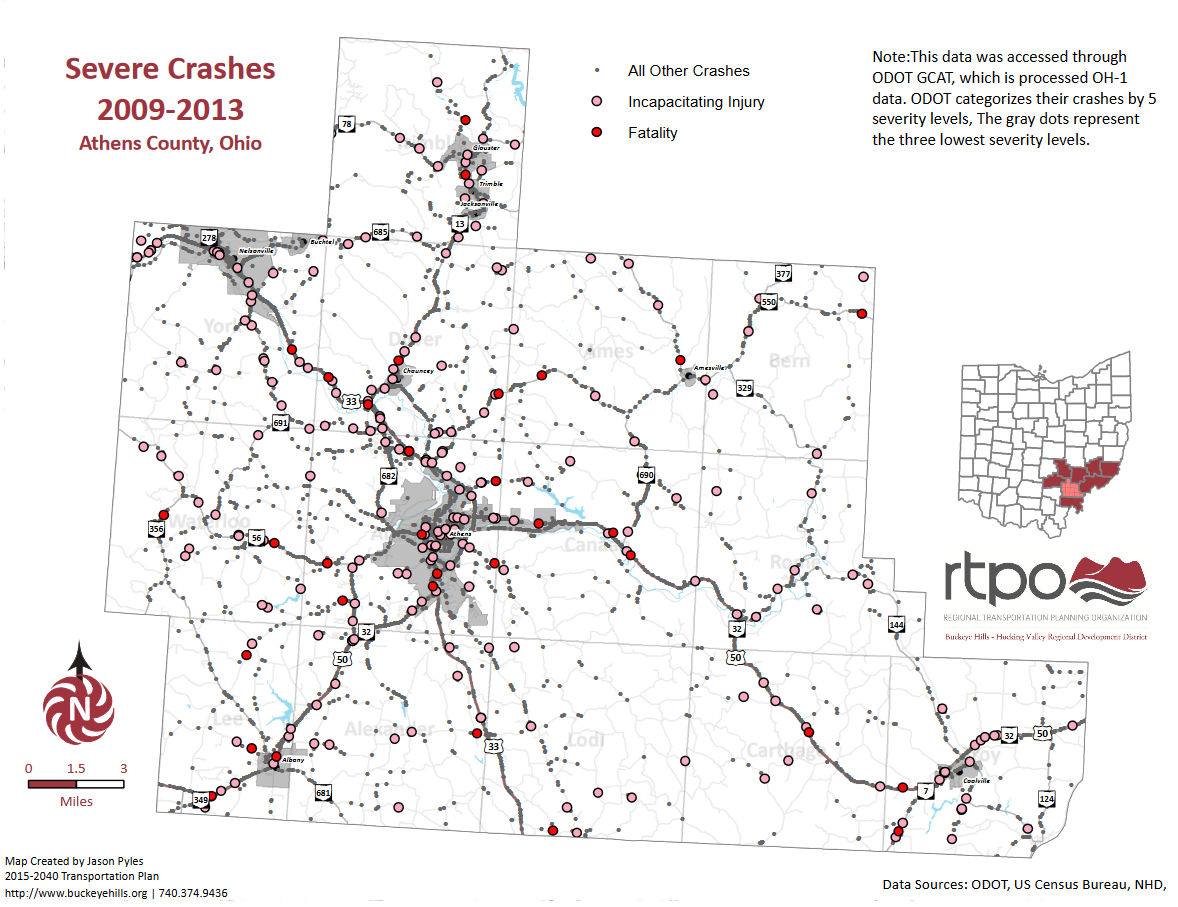 Severe Crashes
2009-2013
Athens County, Ohio
All Other Crashes
Incapacitating Injury
Fatality
Note:This data was accessed through
ODOT GCAT, which is processed OH-1
data. ODOT categorizes their crashes by 5
severity levels, The gray dots represent
the three lowest severity levels.
78
Glouster
Trimble
Jacksonville
13
278
685
Buchtel
Nelsonville
377
550
York
Dover
Ames
Bern
Chauncey
Amesville
329
33
691
682
690
Waterloo
356
56
Athens
Canaan
Rome
32
144
32
50
50
Lee
Alexander
Lodi
Carthage
33
32
50
Albany
Coolville
349
681
7
124
rtpo
REGIONAL TRANSPORTATION PLANNING ORGANIZATION
Buckeye Hills - Hocking Valley Regional Development District
N
0 1.5 3
Miles
Map Created by Jason Pyles
2015-2040 Transportation Plan
http://www.buckeyehills.org | 740.374.9436
Data Sources: ODOT, US Census Bureau, NHD,